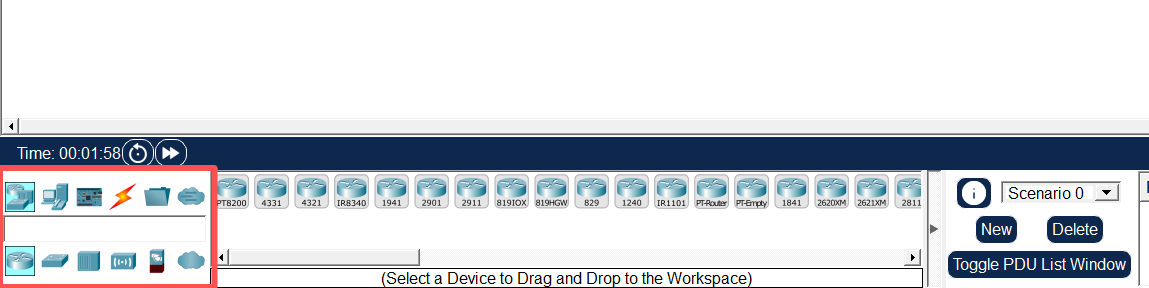 Time: 00:01:58
PT8200 4331 4321 IR8340 1941 2901 2911 819IOX 819HGW 829 1240 IR1101 PT-Router PT-Empty 1841 2620XM 2621XM 2811
(Select a Device to Drag and Drop to the Workspace)
Scenario 0
New Delete
Toggle PDU List Window